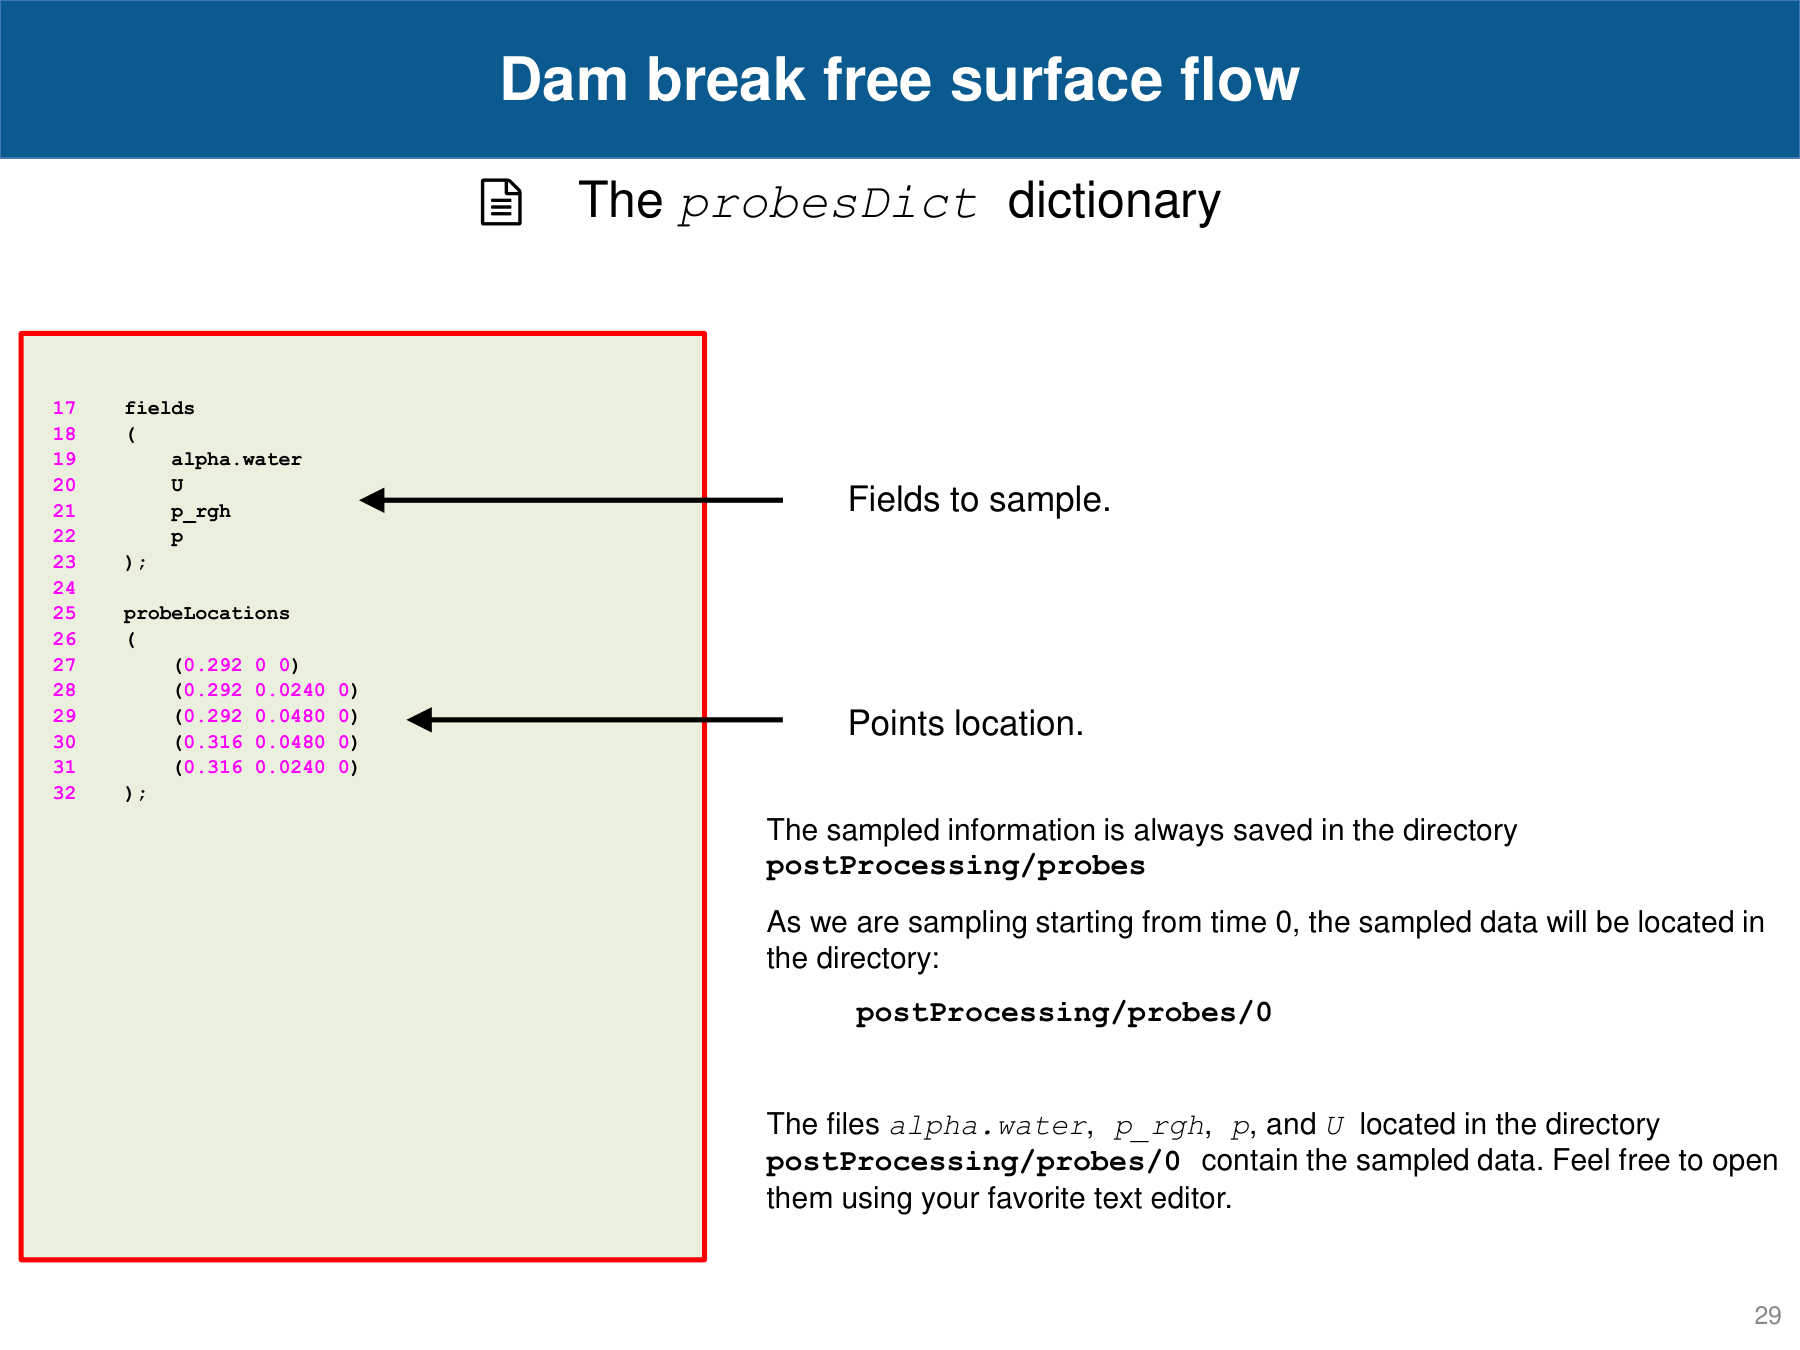 Dam break free surface flow
The probesDict dictionary
17 fields
18 (
19 alpha.water
20 U
21 p_rgh
22 p
23 );
24
25 probeLocations
26 (
27 (0.292 0 0)
28 (0.292 0.0240 0)
29 (0.292 0.0480 0)
30 (0.316 0.0480 0)
31 (0.316 0.0240 0)
32 );
Fields to sample.
Points location.
The sampled information is always saved in the directory
postProcessing/probes
As we are sampling starting from time 0, the sampled data will be located in
the directory:
postProcessing/probes/0
The files alpha.water, p_rgh, p, and U located in the directory
postProcessing/probes/0 contain the sampled data. Feel free to open
them using your favorite text editor.
29